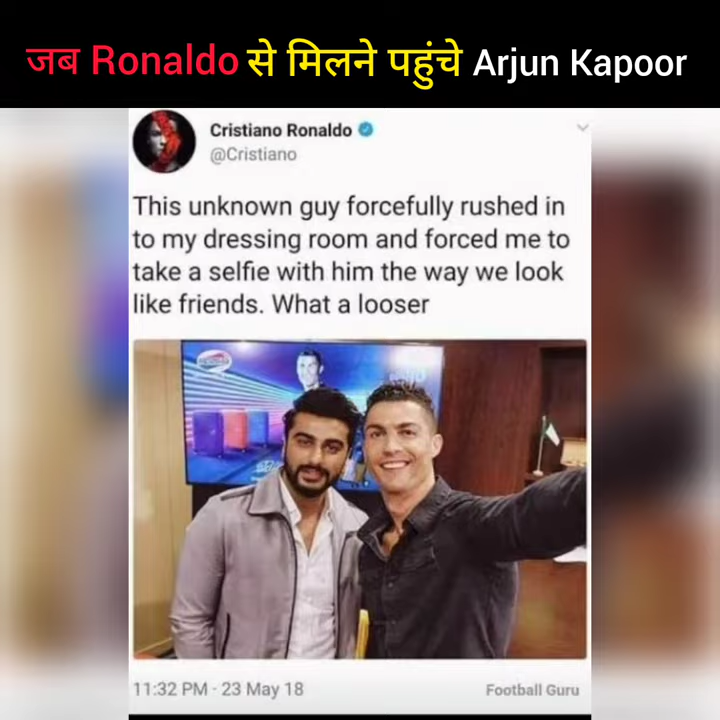 जब Ronaldo से मिलने पहुंचे Arjun Kapoor
Cristiano Ronaldo
@Cristiano
This unknown guy forcefully rushed in
to my dressing room and forced me to
take a selfie with him the way we look
like friends. What a looser
11:32 PM · 23 May 18
Football Guru